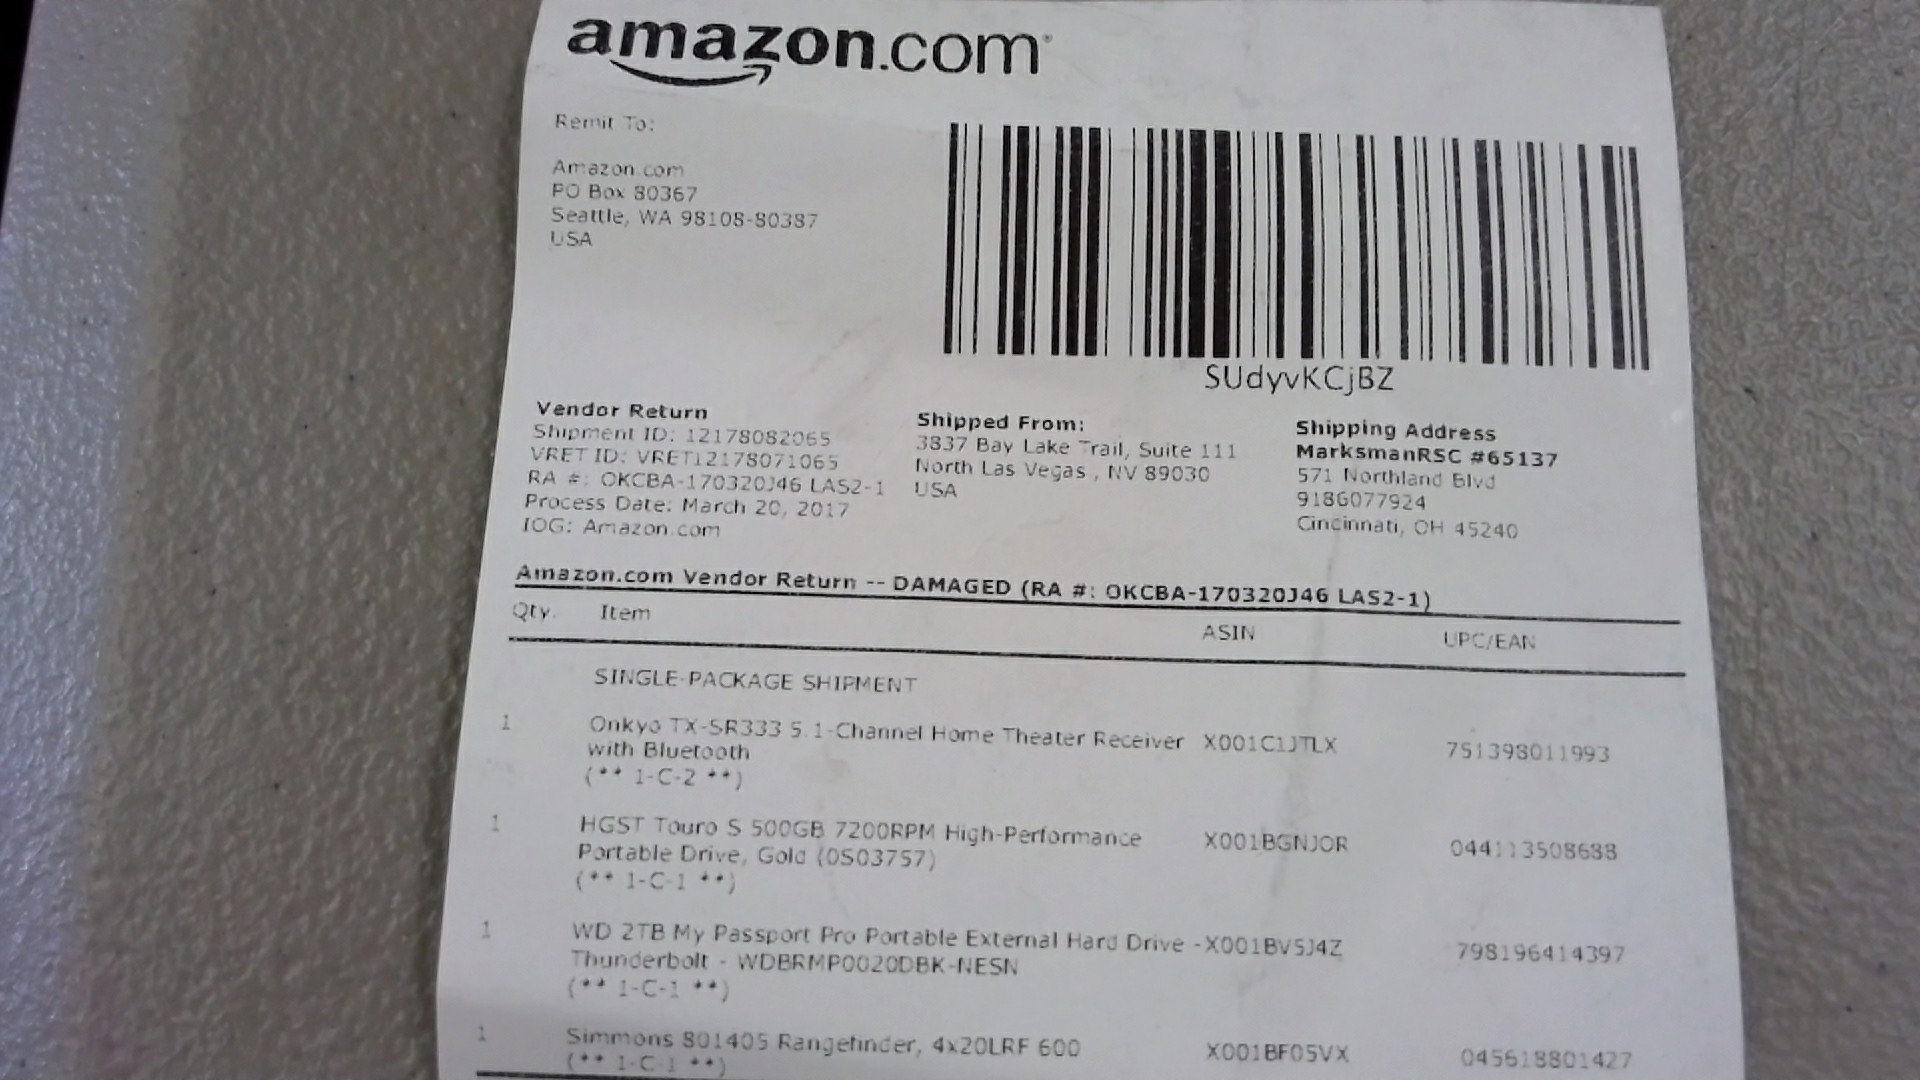 amazon.com
Remit To:
Amazon.com
PO Box 80367
Seattle, WA 98108-80387
USA
SUdyvKCjBZ
Vendor Return
Shipment ID: 12178082065
VRET ID: VRET12178071065
RA #: OKCBA-170320J46 LAS2-1
Process Date: March 20, 2017
IOG: Amazon.com
Shipped From:
3837 Bay Lake Trail, Suite 111
North Las Vegas , NV 89030
USA
Shipping Address
MarksmanRSC #65137
571 Northland Blvd
9186077924
Cincinnati, OH 45240
Amazon.com Vendor Return -- DAMAGED (RA #: OKCBA-170320J46 LAS2-1)
Qty. Item ASIN UPC/EAN
SINGLE-PACKAGE SHIPMENT
1 Onkyo TX-SR333 5.1-Channel Home Theater Receiver X001C1JTLX 751398011993
with Bluetooth
(** 1-C-2 **)
1 HGST Touro S 500GB 7200RPM High-Performance X001BGNJOR 044113508688
Portable Drive, Gold (0S03757)
(** 1-C-1 **)
1 WD 2TB My Passport Pro Portable External Hard Drive - X001BV5J4Z 798196414397
Thunderbolt - WDBRMP0020DBK-NESN
(** 1-C-1 **)
1 Simmons 801405 Rangefinder, 4x20LRF 600 X001BF05VX 045618801427
(** 1-C-1 **)